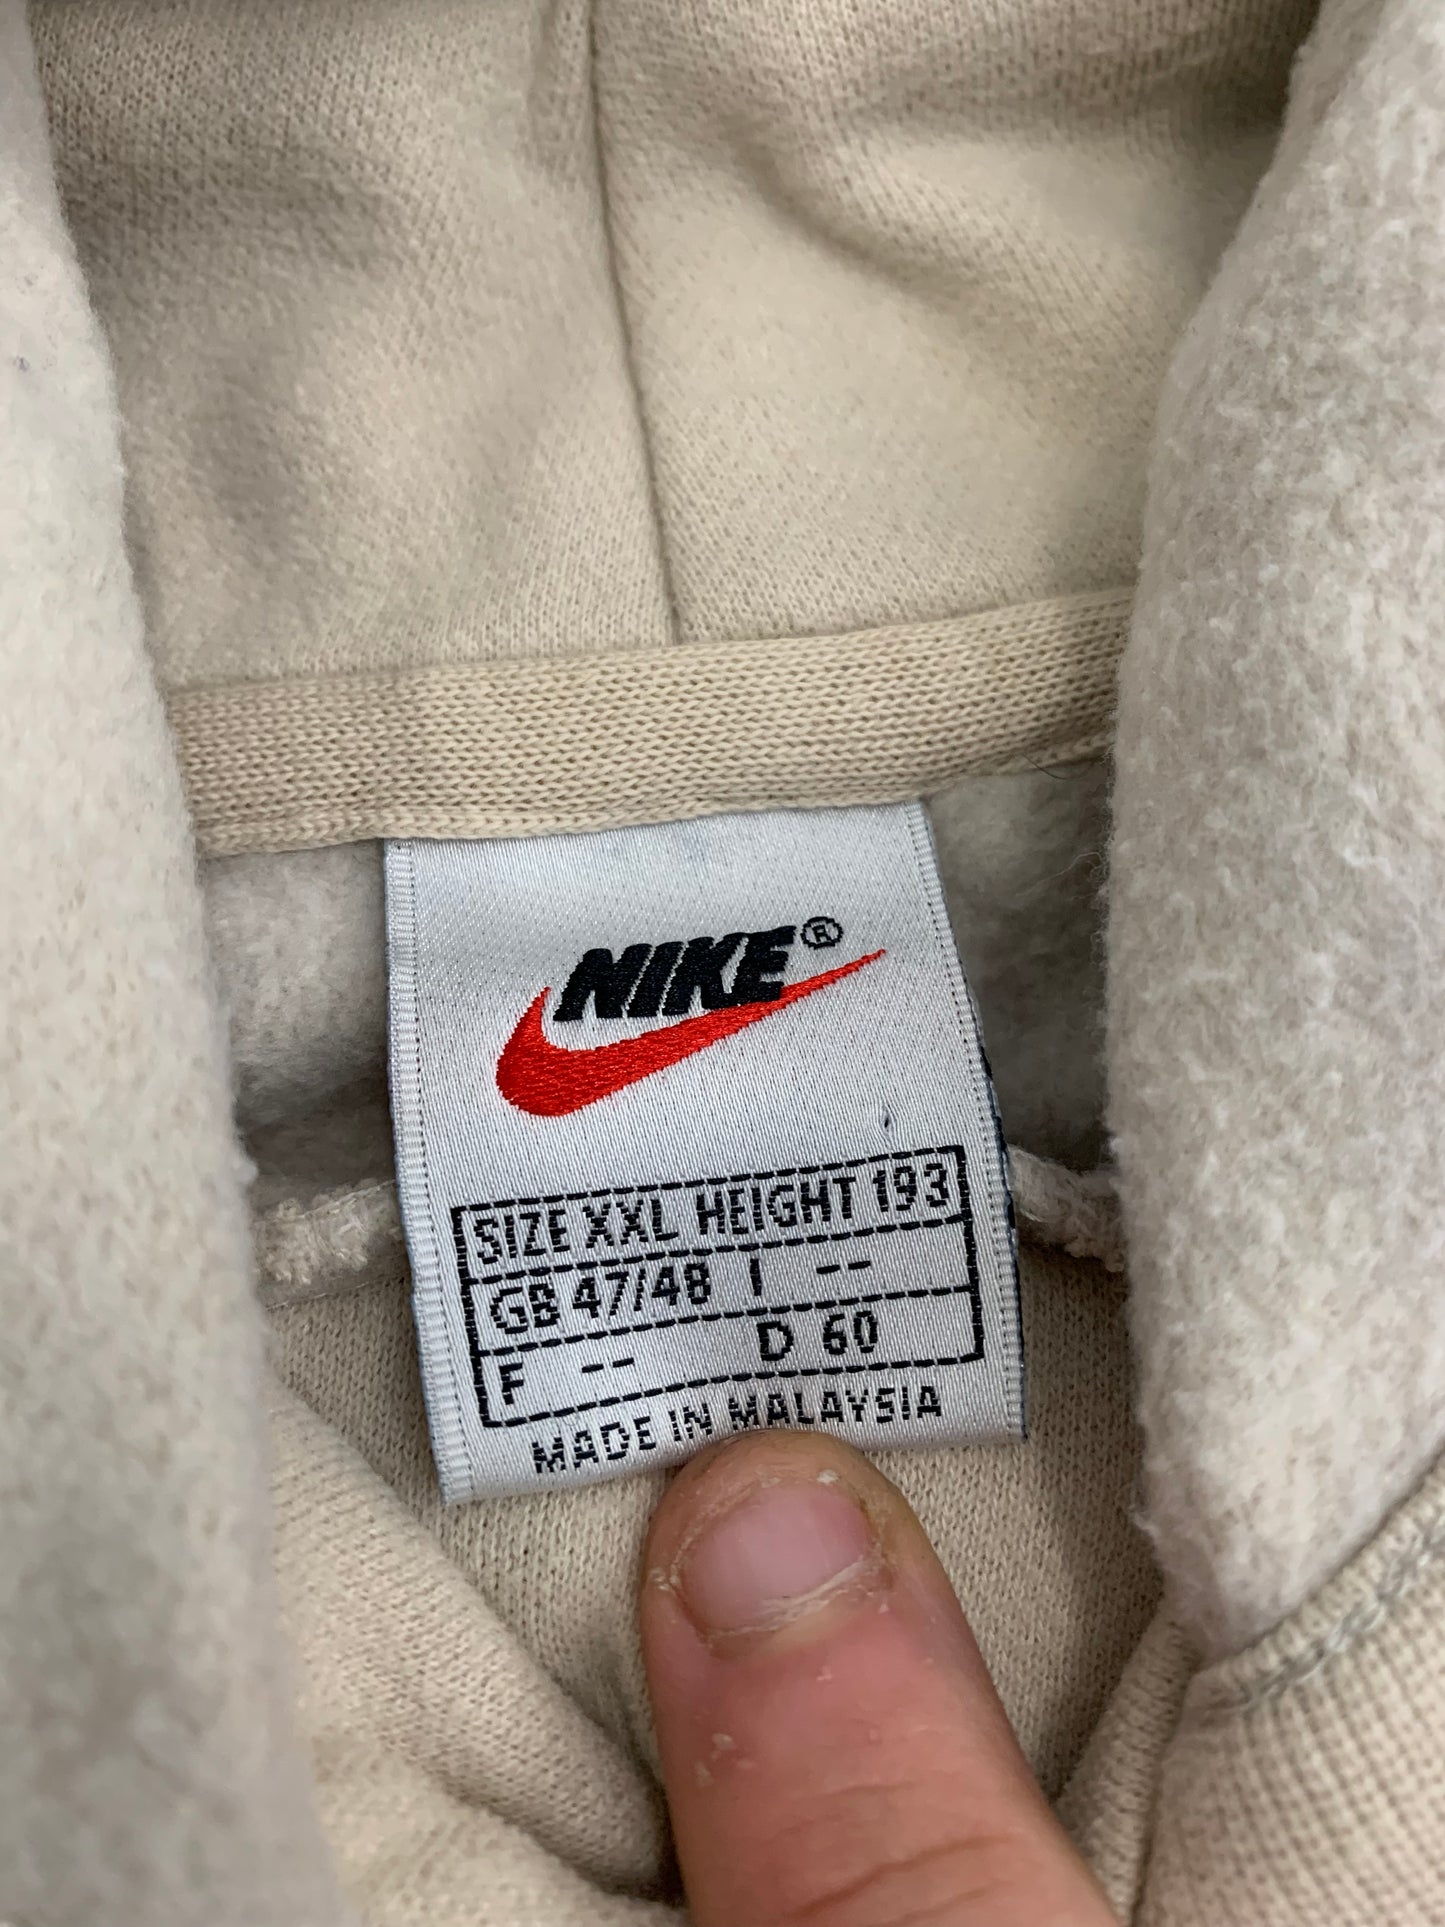 NIKE®
SIZE XXL HEIGHT 193
GB 47/48 I --
F -- D 60
MADE IN MALAYSIA